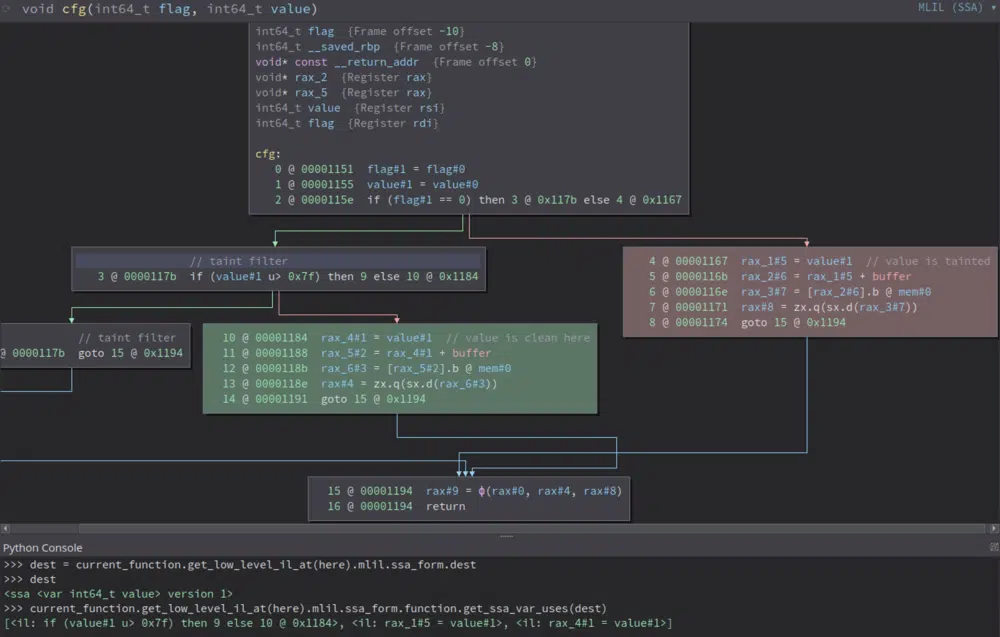 void cfg(int64_t flag, int64_t value)
MLIL (SSA)
int64_t flag {Frame offset -10}
int64_t __saved_rbp {Frame offset -8}
void* const __return_addr {Frame offset 0}
void* rax_2 {Register rax}
void* rax_5 {Register rax}
int64_t value {Register rsi}
int64_t flag {Register rdi}
cfg:
0 @ 00001151 flag#1 = flag#0
1 @ 00001155 value#1 = value#0
2 @ 0000115e if (flag#1 == 0) then 3 @ 0x117b else 4 @ 0x1167
// taint filter
3 @ 0000117b if (value#1 u> 0x7f) then 9 else 10 @ 0x1184
4 @ 00001167 rax_1#5 = value#1 // value is tainted
5 @ 0000116b rax_2#6 = rax_1#5 + buffer
6 @ 0000116e rax_3#7 = [rax_2#6].b @ mem#0
7 @ 00001171 rax#8 = zx.q(sx.d(rax_3#7))
8 @ 00001174 goto 15 @ 0x1194
// taint filter
@ 0000117b goto 15 @ 0x1194
10 @ 00001184 rax_4#1 = value#1 // value is clean here
11 @ 00001188 rax_5#2 = rax_4#1 + buffer
12 @ 0000118b rax_6#3 = [rax_5#2].b @ mem#0
13 @ 0000118e rax#4 = zx.q(sx.d(rax_6#3))
14 @ 00001191 goto 15 @ 0x1194
15 @ 00001194 rax#9 = ϕ(rax#0, rax#4, rax#8)
16 @ 00001194 return
Python Console
>>> dest = current_function.get_low_level_il_at(here).mlil.ssa_form.dest
>>> dest
<ssa <var int64_t value> version 1>
>>> current_function.get_low_level_il_at(here).mlil.ssa_form.function.get_ssa_var_uses(dest)
[<il: if (value#1 u> 0x7f) then 9 else 10 @ 0x1184>, <il: rax_1#5 = value#1>, <il: rax_4#1 = value#1>]